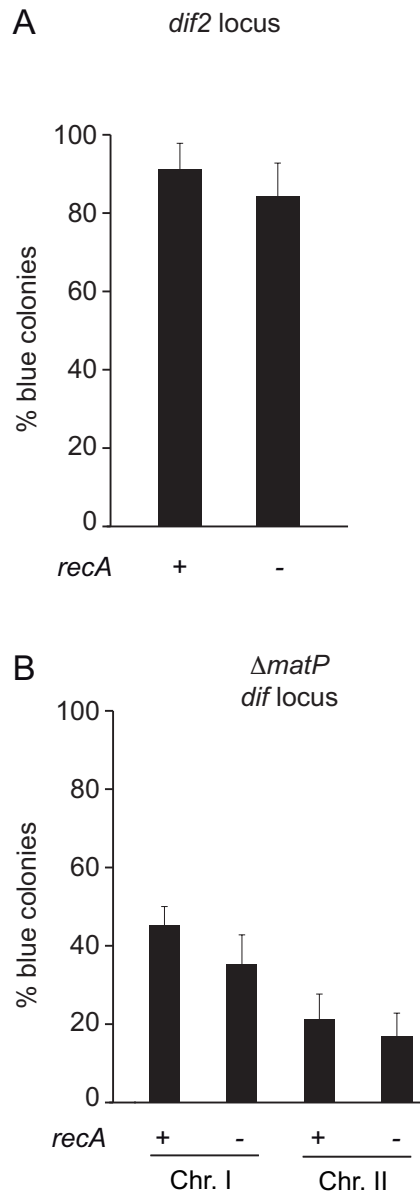 A
dif2 locus
100
80
60
40
20
0
% blue colonies
recA + -
B
ΔmatP
dif locus
100
80
60
40
20
0
% blue colonies
recA + - + -
Chr. I Chr. II